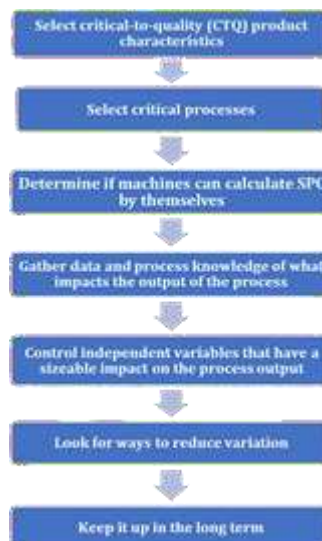 Select critical-to-quality (CTQ) product
characteristics
Select critical processes
Determine if machines can calculate SPC
by themselves
Gather data and process knowledge of what
impacts the output of the process
Control independent variables that have a
sizeable impact on the process output
Look for ways to reduce variation
Keep it up in the long term